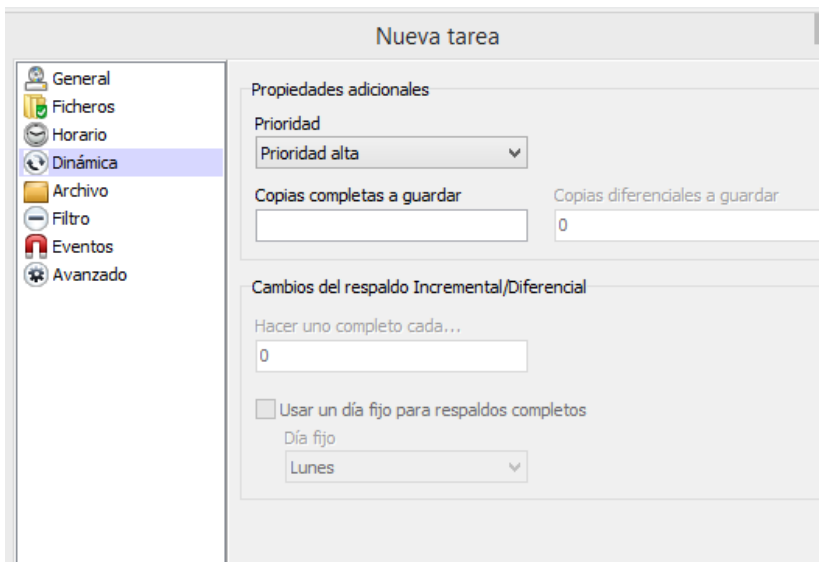 Nueva tarea
General
Ficheros
Horario
Dinámica
Archivo
Filtro
Eventos
Avanzado
Propiedades adicionales
Prioridad
Prioridad alta
Copias completas a guardar
Copias diferenciales a guardar
0
Cambios del respaldo Incremental/Diferencial
Hacer uno completo cada...
0
Usar un día fijo para respaldos completos
Día fijo
Lunes